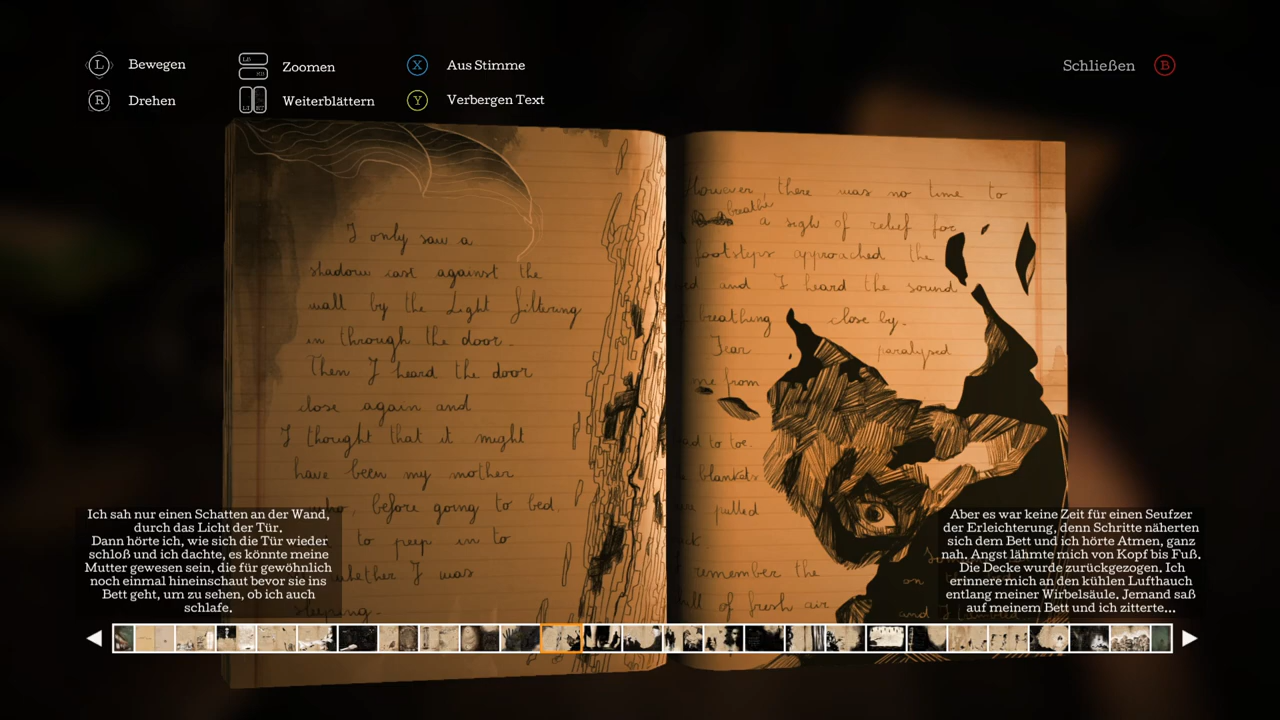 Bewegen
Zoomen
X
Aus Stimme
Schließen
B
L
R
Drehen
Weiterblättern
Y
Verbergen Text
I only saw a
shadow cast against the
wall by the Light filtering
in through the door.
Then I heard the door
close again and
I thought that it might
have been my mother
who, before going to bed,
to peep in to
whether I was
sleeping.
However, there was no time to
breathe
a sigh of relief for
footsteps approached the
and I heard the sound
breathing close by.
Fear paralysed
me from
to toe.
blankets
pulled
remember the
of fresh air
on
and I
Ich sah nur einen Schatten an der Wand,
durch das Licht der Tür.
Dann hörte ich, wie sich die Tür wieder
schloß und ich dachte, es könnte meine
Mutter gewesen sein, die für gewöhnlich
noch einmal hineinschaut bevor sie ins
Bett geht, um zu sehen, ob ich auch
schlafe.
Aber es war keine Zeit für einen Seufzer
der Erleichterung, denn Schritte näherten
sich dem Bett und ich hörte Atmen, ganz
nah. Angst lähmte mich von Kopf bis Fuß.
Die Decke wurde zurückgezogen. Ich
erinnere mich an den kühlen Lufthauch
entlang meiner Wirbelsäule. Jemand saß
auf meinem Bett und ich zitterte...